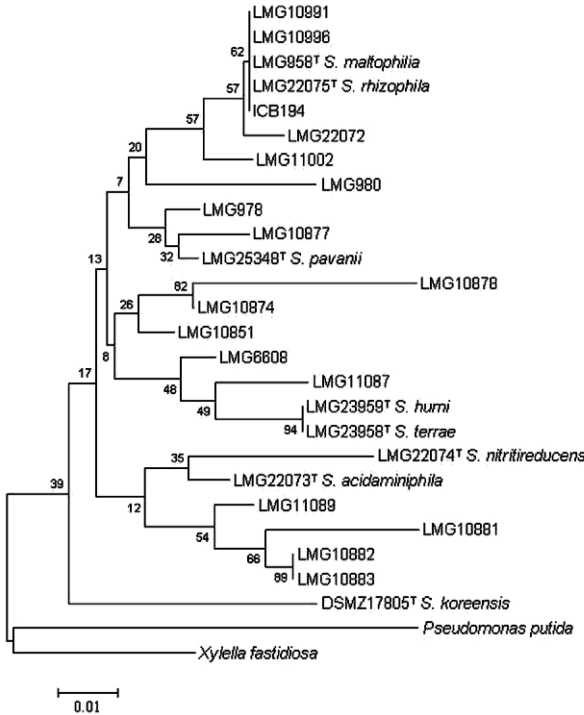 LMG10991
LMG10996
62
LMG958ᵀ S. maltophilia
LMG22075ᵀ S. rhizophila
57
ICB194
57
LMG22072
20
LMG11002
7
LMG980
LMG978
28
LMG10877
32
LMG25348ᵀ S. pavanii
13
82
LMG10878
26
LMG10874
LMG10851
8
LMG6608
17
48
LMG11087
49
LMG23959ᵀ S. humi
94
LMG23958ᵀ S. terrae
35
LMG22074ᵀ S. nitritireducens
39
LMG22073ᵀ S. acidaminiphila
12
LMG11089
54
LMG10881
66
LMG10882
89
LMG10883
DSMZ17805ᵀ S. koreensis
Pseudomonas putida
Xylella fastidiosa
0.01